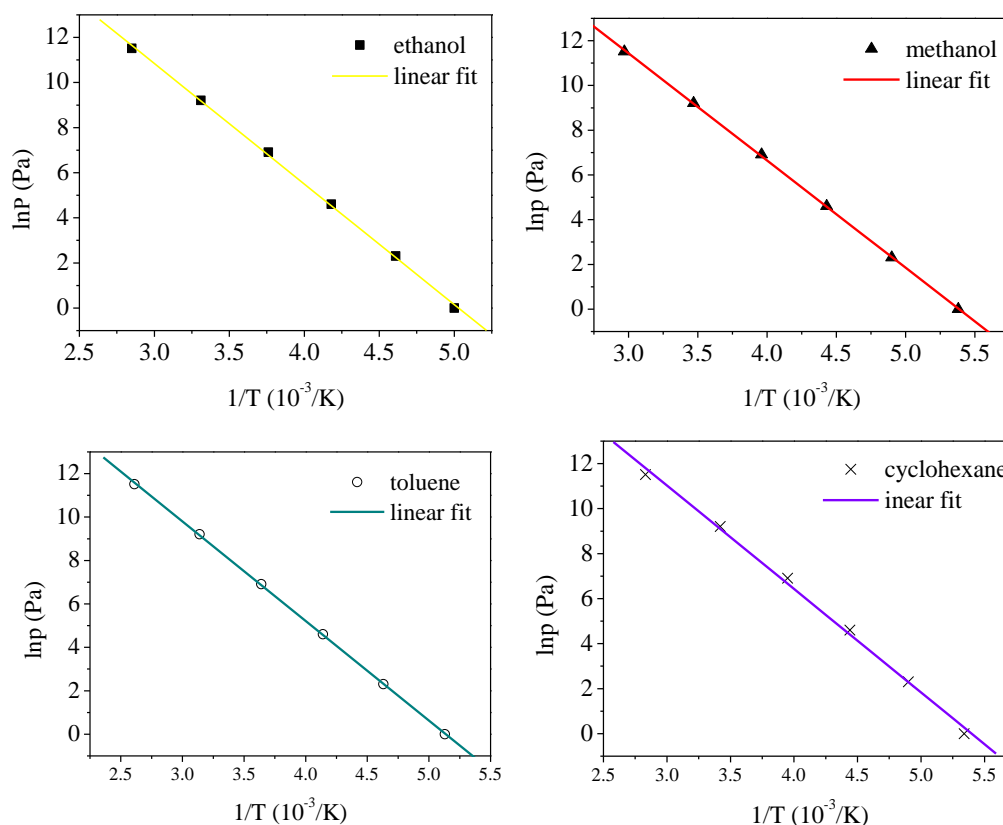 ethanol
linear fit
12
10
8
6
4
2
0
lnP (Pa)
2.5 3.0 3.5 4.0 4.5 5.0
1/T (10⁻³/K)
methanol
linear fit
12
10
8
6
4
2
0
lnp (Pa)
3.0 3.5 4.0 4.5 5.0 5.5
1/T (10⁻³/K)
toluene
linear fit
12
10
8
6
4
2
0
lnp (Pa)
2.5 3.0 3.5 4.0 4.5 5.0 5.5
1/T (10⁻³/K)
cyclohexane
inear fit
12
10
8
6
4
2
0
lnp (Pa)
2.5 3.0 3.5 4.0 4.5 5.0 5.5
1/T (10⁻³/K)